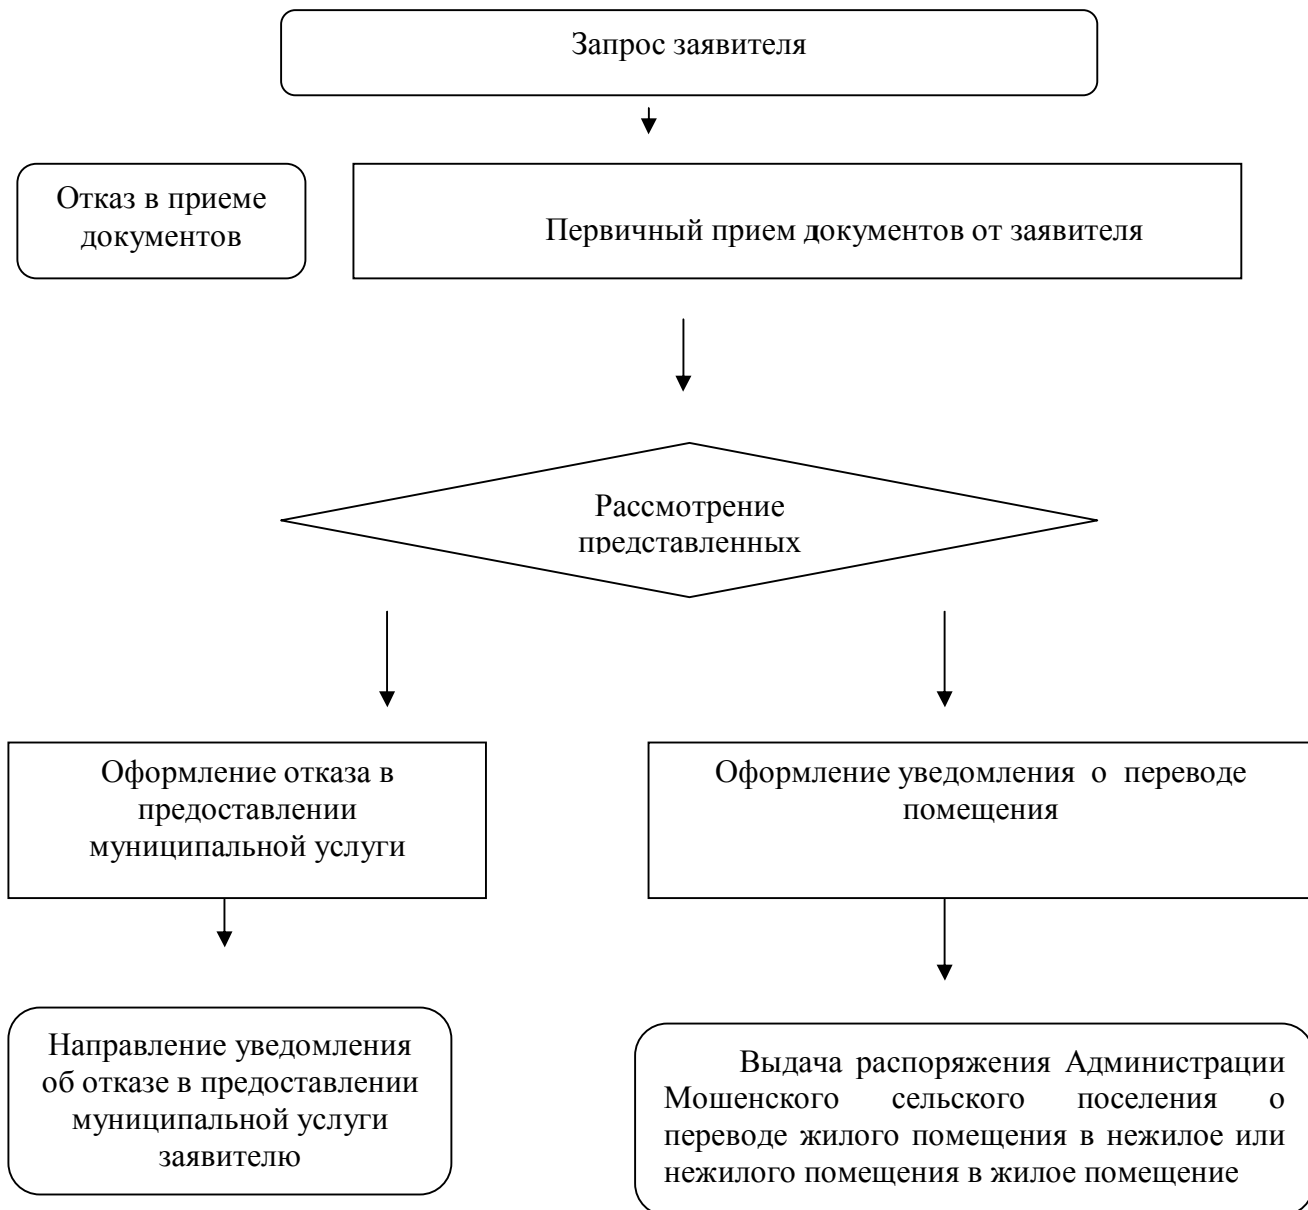 Запрос заявителя
Отказ в приеме
документов
Первичный прием документов от заявителя
Рассмотрение
представленных
Оформление отказа в
предоставлении
муниципальной услуги
Оформление уведомления о переводе
помещения
Направление уведомления
об отказе в предоставлении
муниципальной услуги
заявителю
Выдача распоряжения Администрации
Мошенского сельского поселения о
переводе жилого помещения в нежилое или
нежилого помещения в жилое помещение